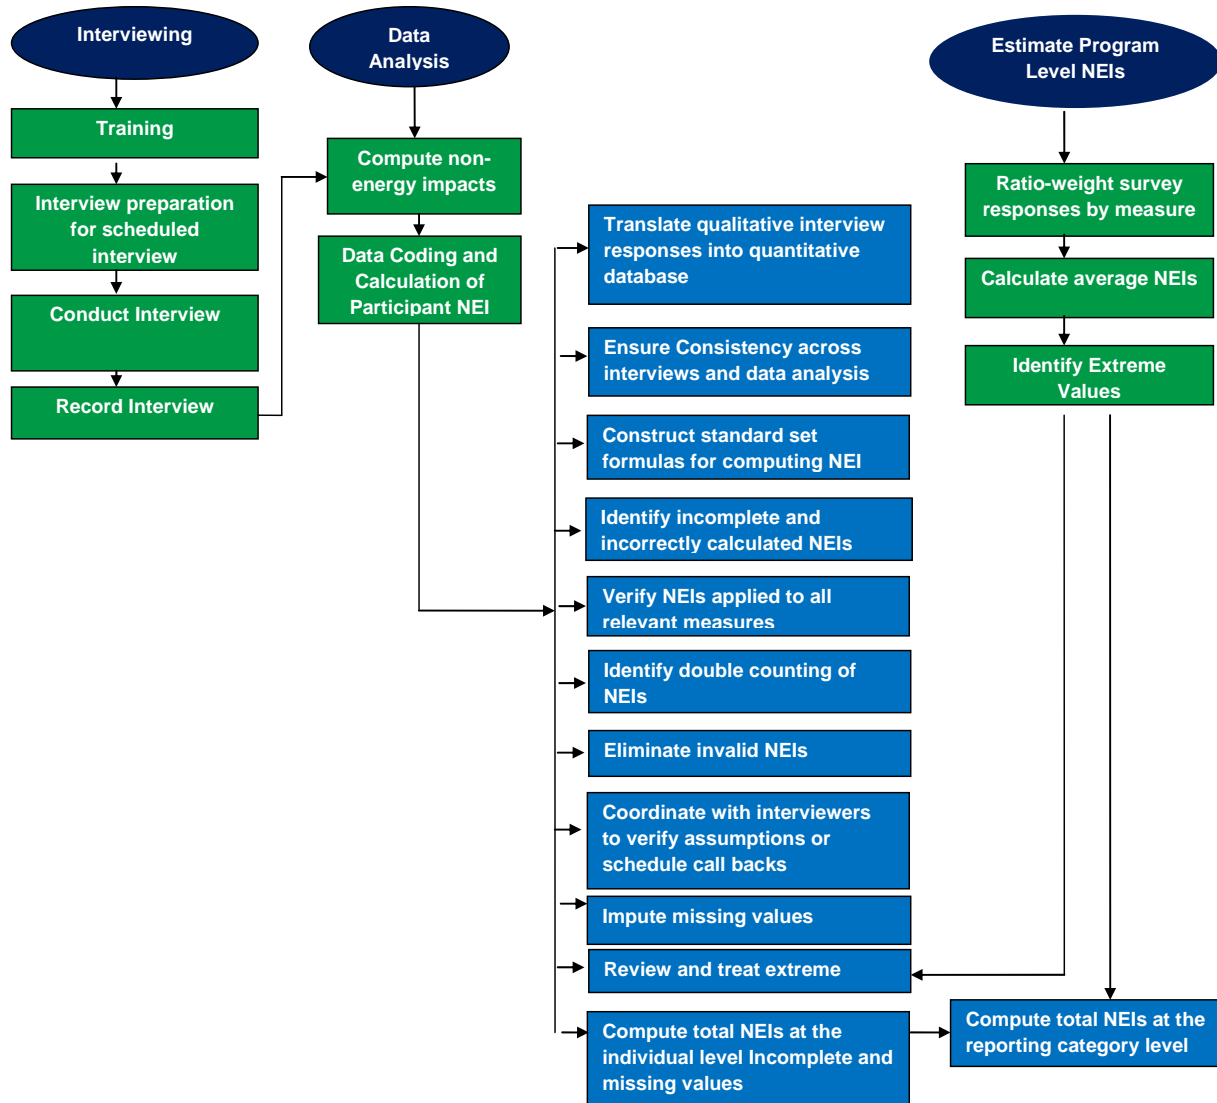 Interviewing
Training
Interview preparation
for scheduled
interview
Conduct Interview
Record Interview
Data
Analysis
Compute non-
energy impacts
Data Coding and
Calculation of
Participant NEI
Translate qualitative interview
responses into quantitative
database
Ensure Consistency across
interviews and data analysis
Construct standard set
formulas for computing NEI
Identify incomplete and
incorrectly calculated NEIs
Verify NEIs applied to all
relevant measures
Identify double counting of
NEIs
Eliminate invalid NEIs
Coordinate with interviewers
to verify assumptions or
schedule call backs
Impute missing values
Review and treat extreme
Compute total NEIs at the
individual level Incomplete and
missing values
Estimate Program
Level NEIs
Ratio-weight survey
responses by measure
Calculate average NEIs
Identify Extreme
Values
Compute total NEIs at the
reporting category level